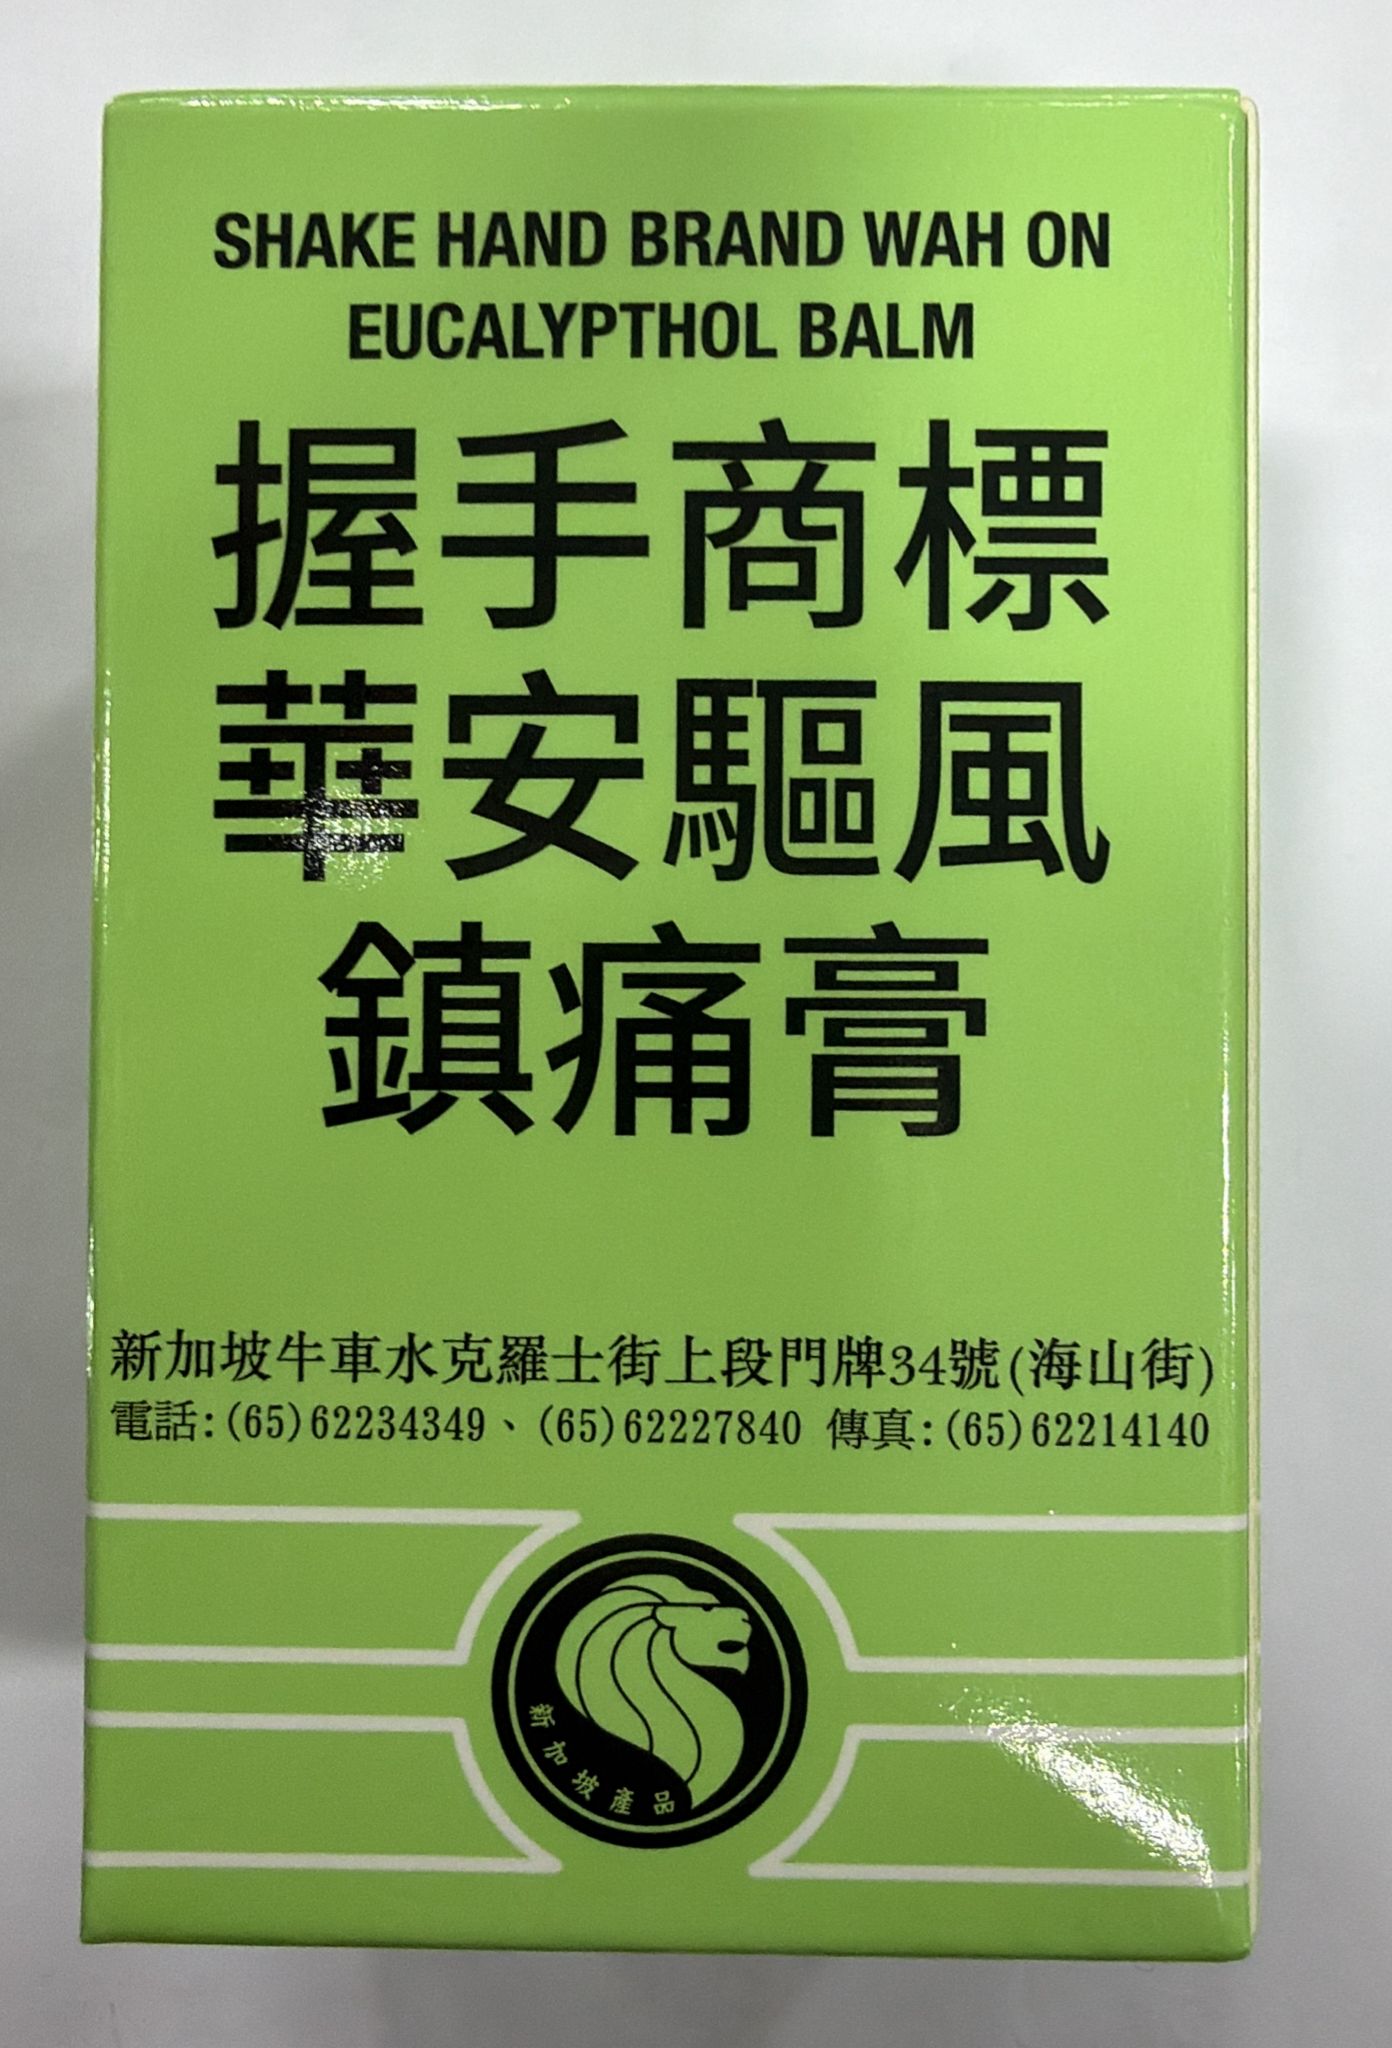 SHAKE HAND BRAND WAH ON
EUCALYPTHOL BALM
握手商標
華安驅風
鎮痛膏
新加坡牛車水克羅士街上段門牌34號(海山街)
電話:(65)62234349、(65)62227840 傳真:(65)62214140
新加坡產品